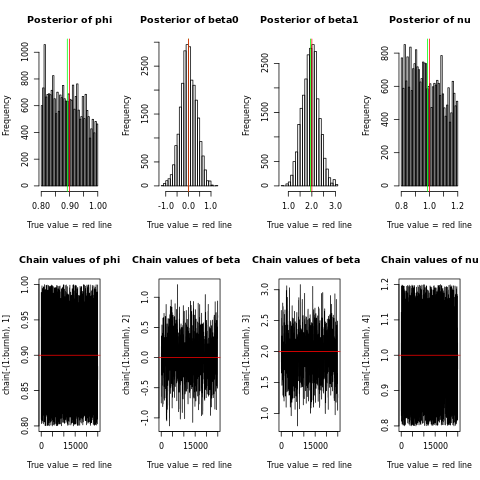 Posterior of phi
Posterior of beta0
Posterior of beta1
Posterior of nu
Frequency
0 200 400 600 800 1000
0.80 0.90 1.00
True value = red line
Frequency
0 500 1500 2500
-1.0 0.0 1.0
True value = red line
Frequency
0 500 1500 2500
1.0 2.0 3.0
True value = red line
Frequency
0 200 400 600 800
0.8 1.0 1.2
True value = red line
Chain values of phi
Chain values of beta
Chain values of beta
Chain values of nu
chain[-(1:burnIn), 1]
0.80 0.85 0.90 0.95 1.00
0 15000
True value = red line
chain[-(1:burnIn), 2]
-1.0 -0.5 0.0 0.5 1.0
0 15000
True value = red line
chain[-(1:burnIn), 3]
1.0 1.5 2.0 2.5 3.0
0 15000
True value = red line
chain[-(1:burnIn), 4]
0.8 0.9 1.0 1.1 1.2
0 15000
True value = red line